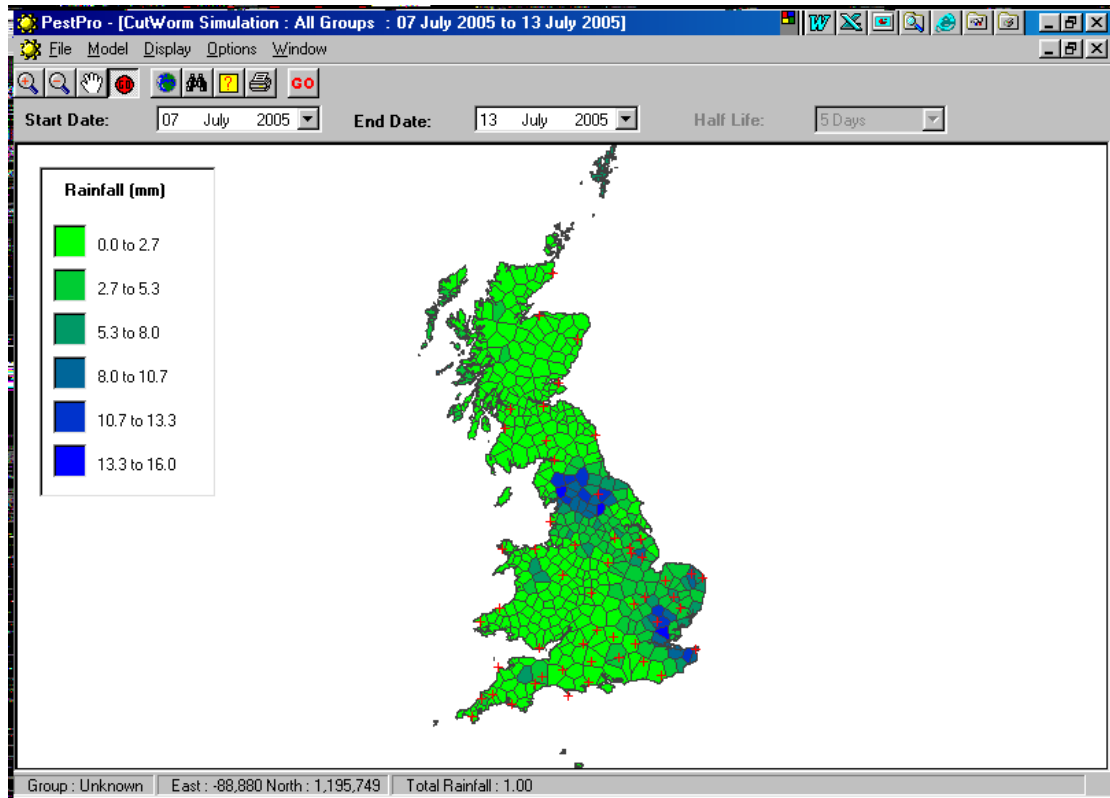 PestPro - [CutWorm Simulation : All Groups : 07 July 2005 to 13 July 2005]
File Model Display Options Window
GO
Start Date: 07 July 2005 End Date: 13 July 2005 Half Life: 5 Days
Rainfall (mm)
0.0 to 2.7
2.7 to 5.3
5.3 to 8.0
8.0 to 10.7
10.7 to 13.3
13.3 to 16.0
Group : Unknown East : -88,880 North : 1,195,749 Total Rainfall : 1.00